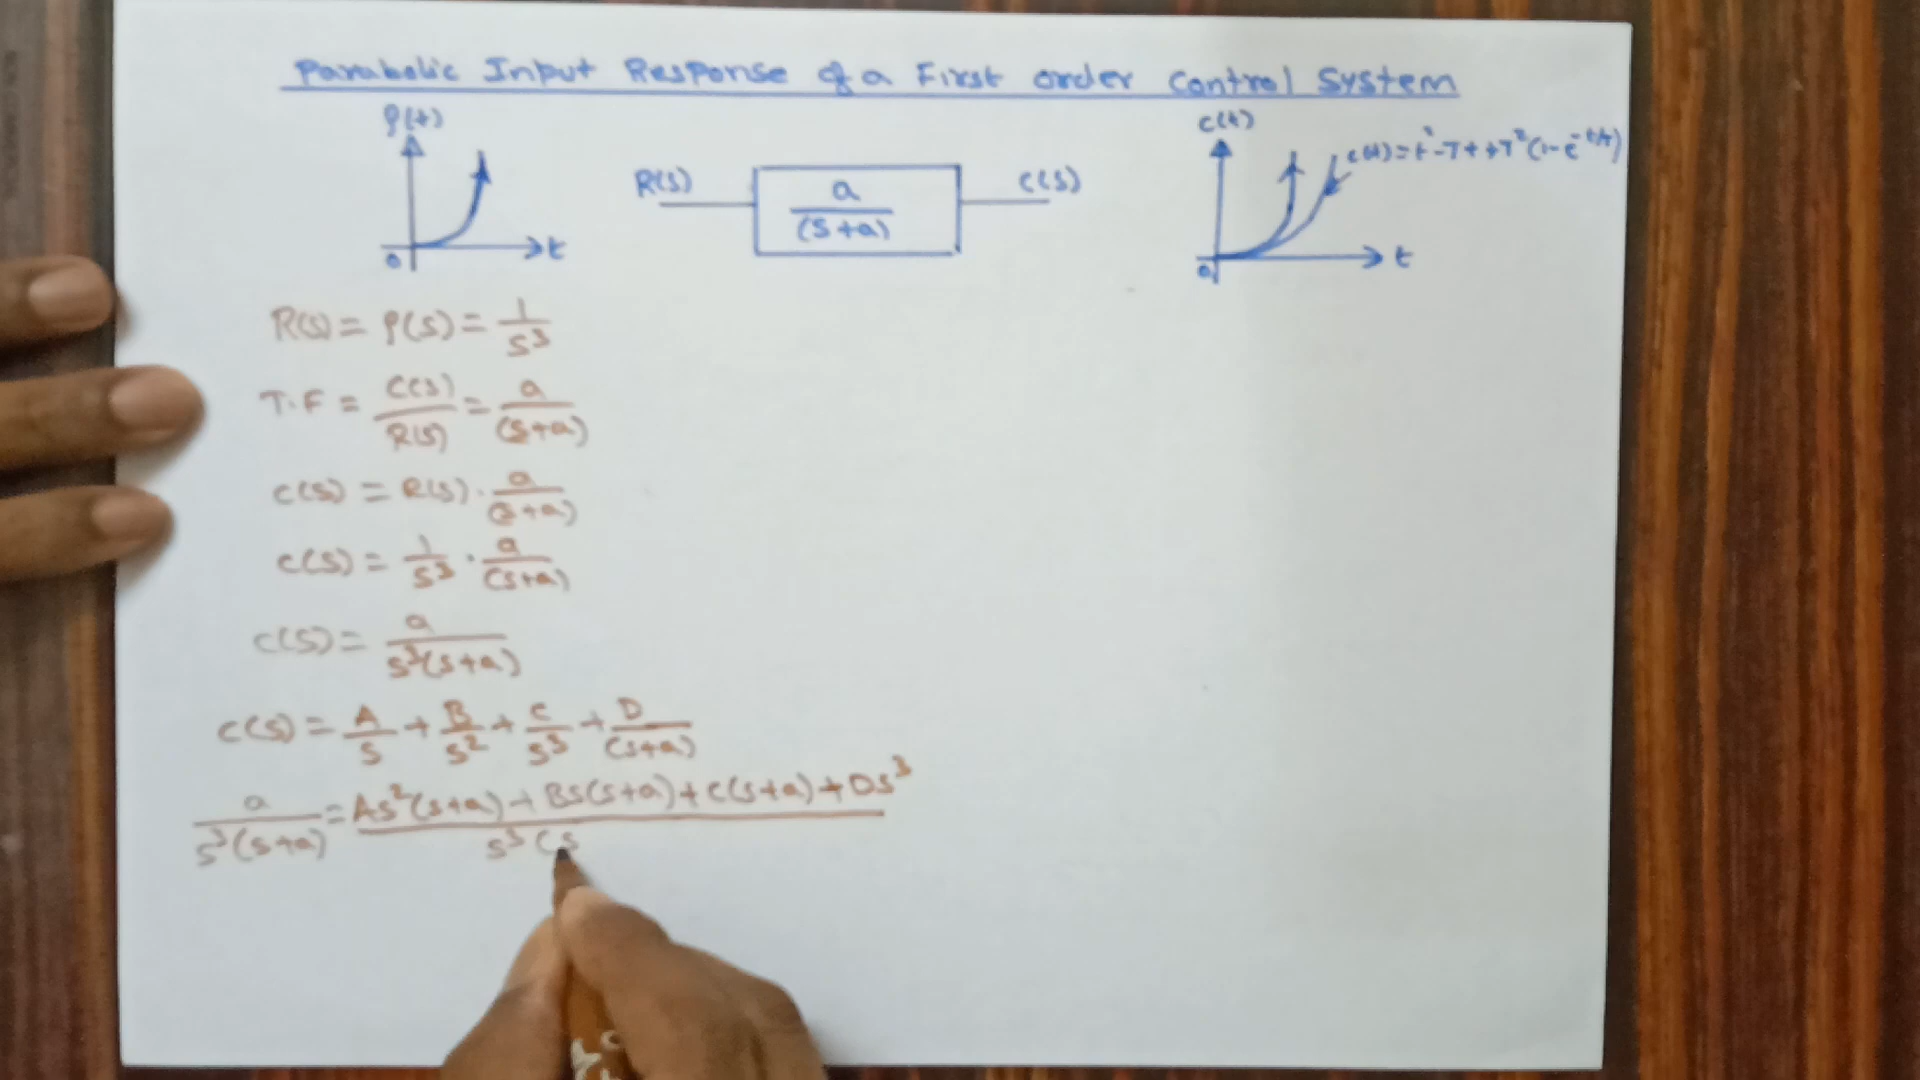 Parabolic Input Response of a First order Control System
P(t)
0
t
R(s)
a
(s+a)
C(s)
c(t)
c(t) = t²-Tt+T²(1-e^-t/T)
0
t
R(s) = P(s) = 1/s³
T.F = C(s)/R(s) = a/(s+a)
C(s) = R(s) . a/(s+a)
C(s) = 1/s³ . a/(s+a)
C(s) = a/s³(s+a)
C(s) = A/s + B/s² + C/s³ + D/(s+a)
a/s³(s+a) = As²(s+a) + Bs(s+a) + C(s+a) + Ds³/s³(s